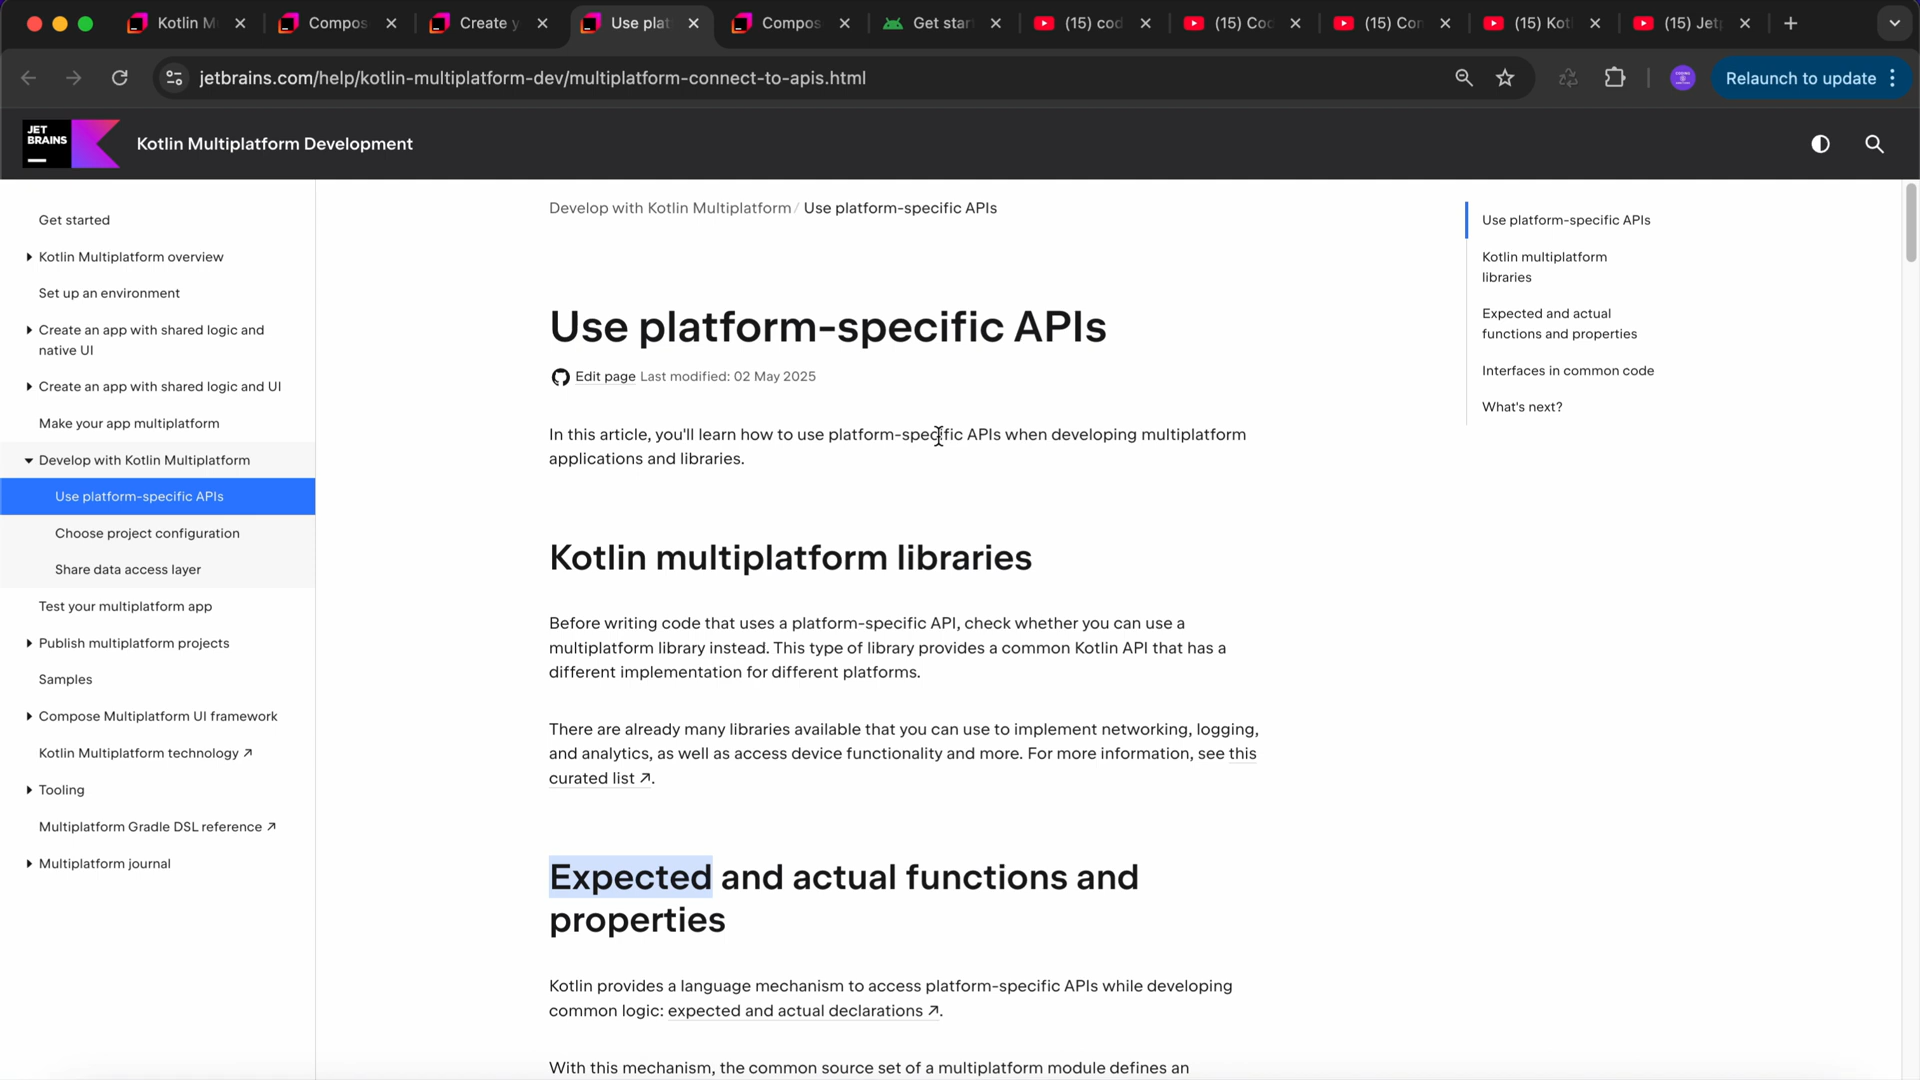 Kotlin M
Compos
Create y
Use plat
Compos
Get star
(15) cod
(15) Coc
(15) Con
(15) Kotl
(15) Jetp
jetbrains.com/help/kotlin-multiplatform-dev/multiplatform-connect-to-apis.html
Relaunch to update
JET
BRAINS
Kotlin Multiplatform Development
Get started
Kotlin Multiplatform overview
Set up an environment
Create an app with shared logic and
native UI
Create an app with shared logic and UI
Make your app multiplatform
Develop with Kotlin Multiplatform
Use platform-specific APIs
Choose project configuration
Share data access layer
Test your multiplatform app
Publish multiplatform projects
Samples
Compose Multiplatform UI framework
Kotlin Multiplatform technology ↗
Tooling
Multiplatform Gradle DSL reference ↗
Multiplatform journal
Develop with Kotlin Multiplatform / Use platform-specific APIs
Use platform-specific APIs
Edit page Last modified: 02 May 2025
In this article, you'll learn how to use platform-specific APIs when developing multiplatform
applications and libraries.
Kotlin multiplatform libraries
Before writing code that uses a platform-specific API, check whether you can use a
multiplatform library instead. This type of library provides a common Kotlin API that has a
different implementation for different platforms.
There are already many libraries available that you can use to implement networking, logging,
and analytics, as well as access device functionality and more. For more information, see this
curated list ↗.
Expected and actual functions and
properties
Kotlin provides a language mechanism to access platform-specific APIs while developing
common logic: expected and actual declarations ↗.
With this mechanism, the common source set of a multiplatform module defines an
Use platform-specific APIs
Kotlin multiplatform
libraries
Expected and actual
functions and properties
Interfaces in common code
What's next?